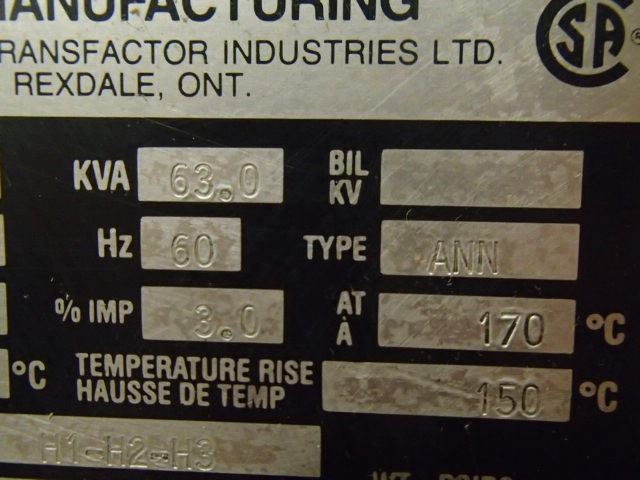 MANUFACTURING
TRANSFACTOR INDUSTRIES LTD.
REXDALE, ONT.
CSA ®
KVA 63.0 BIL KV
Hz 60 TYPE ANN
% IMP 3.0 AT À 170 °C
°C TEMPERATURE RISE
HAUSSE DE TEMP 150 °C
H1-H2-H3